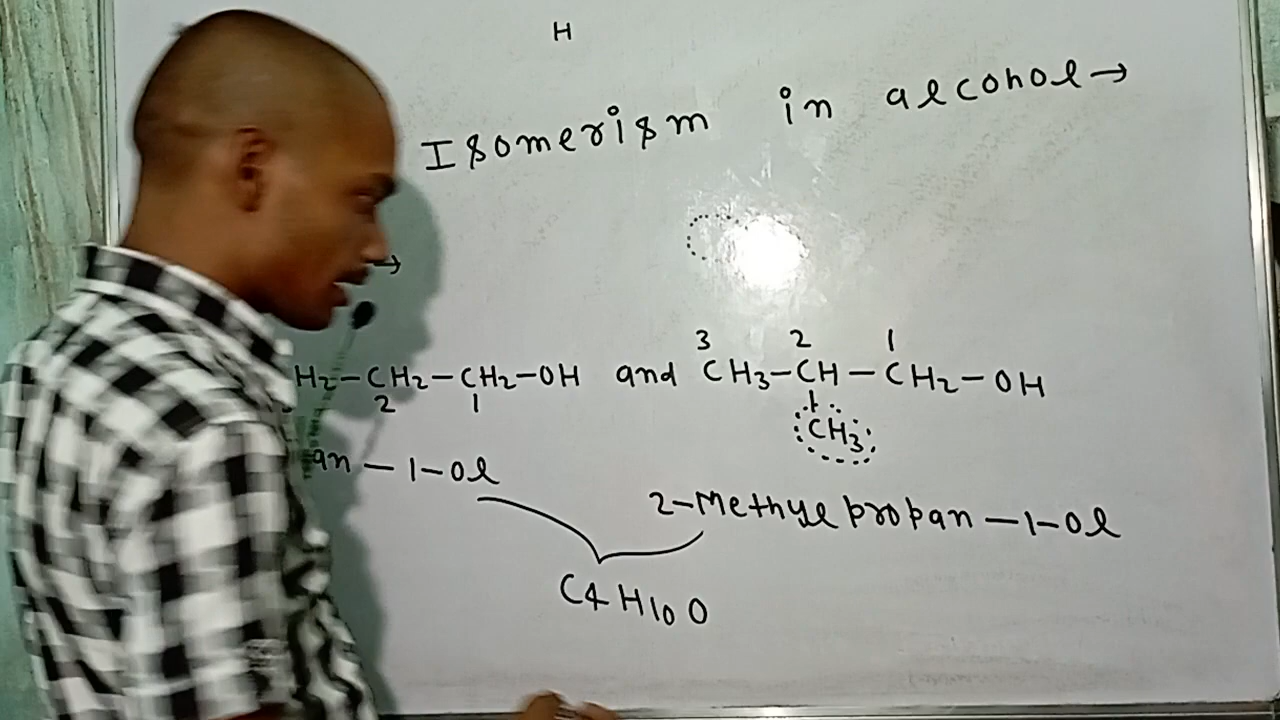 H
Isomerism in alcohol→
→
3 2 1
H2-CH2-CH2-OH and CH3-CH-CH2-OH
2 1
CH3
an-1-ol
2-Methyl propan-1-ol
C4H10O